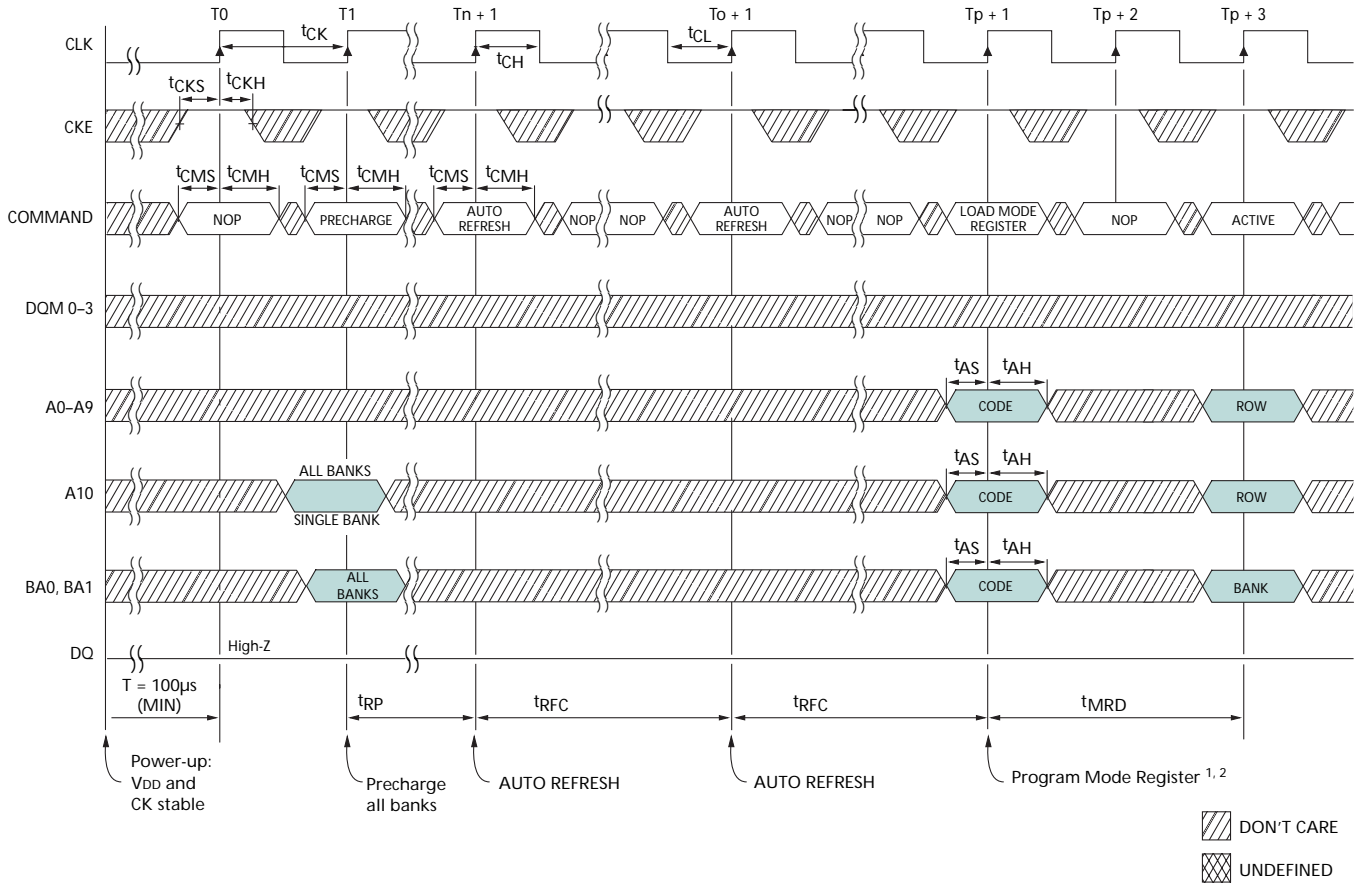 T0 T1 Tn + 1 To + 1 Tp + 1 Tp + 2 Tp + 3
CLK tCK tCH tCL
tCKS tCKH
CKE
tCMS tCMH tCMS tCMH tCMS tCMH
COMMAND NOP PRECHARGE AUTO REFRESH NOP NOP AUTO REFRESH NOP NOP LOAD MODE REGISTER NOP ACTIVE
DQM 0–3
tAS tAH
A0–A9 CODE ROW
ALL BANKS tAS tAH
A10 CODE ROW
SINGLE BANK
tAS tAH
BA0, BA1 ALL BANKS CODE BANK
DQ High-Z
T = 100µs
(MIN)
tRP tRFC tRFC tMRD
Power-up:
VDD and
CK stable
Precharge
all banks
AUTO REFRESH
AUTO REFRESH
Program Mode Register 1, 2
DON'T CARE
UNDEFINED